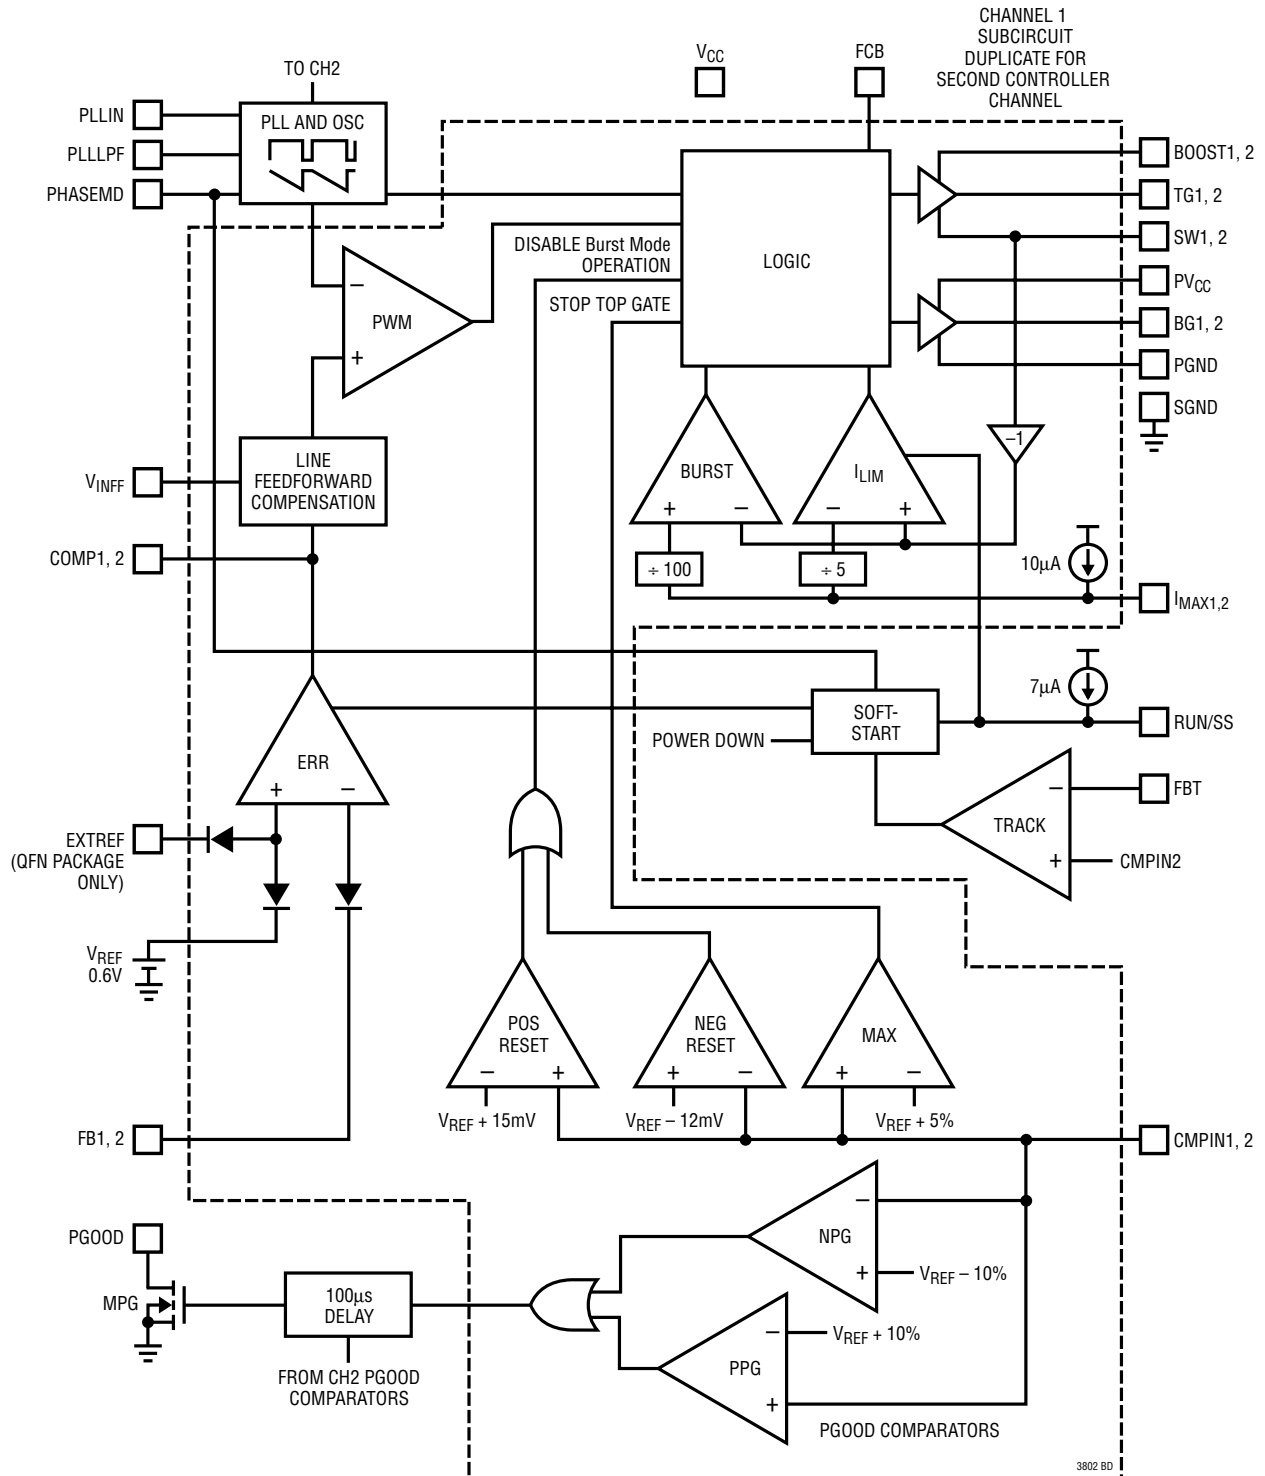 CHANNEL 1
SUBCIRCUIT
DUPLICATE FOR
SECOND CONTROLLER
CHANNEL
VCC
FCB
TO CH2
PLLIN
PLL AND OSC
PLLLPF
PHASEMD
BOOST1, 2
TG1, 2
SW1, 2
DISABLE Burst Mode
OPERATION
LOGIC
PVCC
STOP TOP GATE
–
PWM
+
BG1, 2
PGND
SGND
–1
LINE
FEEDFORWARD
COMPENSATION
VINFF
BURST
+ –
ILIM
– +
COMP1, 2
÷ 100
÷ 5
10µA
IMAX1,2
7µA
SOFT-
START
POWER DOWN
RUN/SS
ERR
+ –
FBT
–
TRACK
+
CMPIN2
EXTREF
(QFN PACKAGE
ONLY)
VREF
0.6V
POS
RESET
– +
NEG
RESET
+ –
MAX
+ –
VREF + 15mV
VREF – 12mV
VREF + 5%
FB1, 2
CMPIN1, 2
–
NPG
+
VREF – 10%
PGOOD
MPG
100µs
DELAY
–
VREF + 10%
PPG
+
FROM CH2 PGOOD
COMPARATORS
PGOOD COMPARATORS
3802 BD